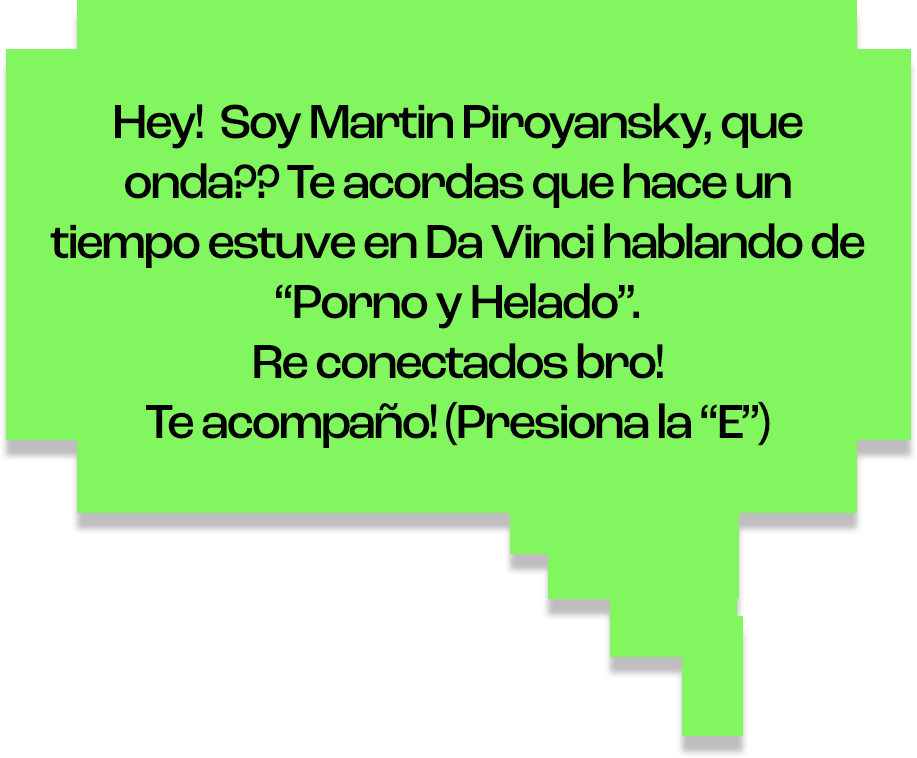 Hey! Soy Martin Piroyansky, que
onda?? Te acordas que hace un
tiempo estuve en Da Vinci hablando de
“Porno y Helado”.
Re conectados bro!
Te acompaño! (Presiona la “E”)